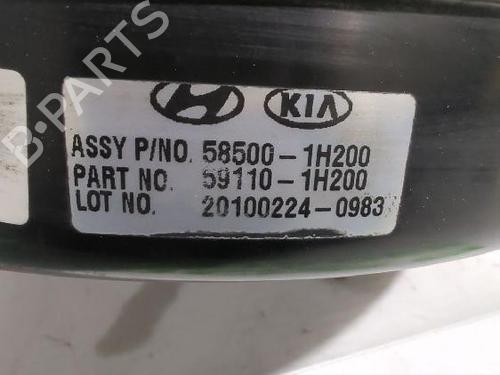 B-PARTS
KIA
ASSY P/NO. 58500-1H200
PART NO. 59110-1H200
LOT NO. 20100224-0983